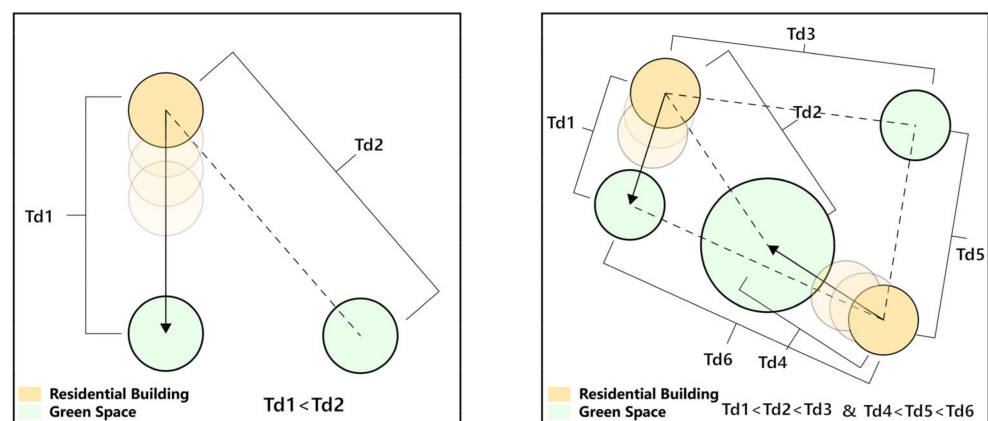 Td2
Td1
Residential Building
Green Space
Td1<Td2
Td3
Td1
Td2
Td5
Td6
Td4
Residential Building
Green Space
Td1<Td2<Td3 & Td4<Td5<Td6